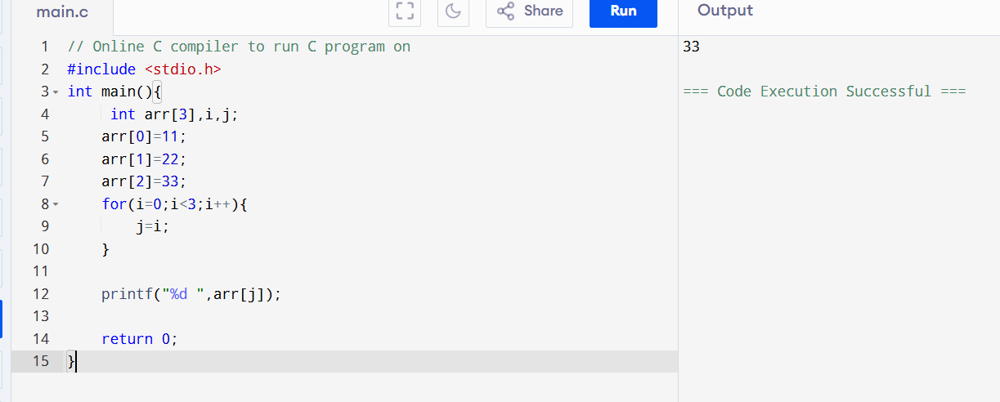 main.c
Share
Run
Output
1 // Online C compiler to run C program on
2 #include <stdio.h>
3 int main(){
4 int arr[3],i,j;
5 arr[0]=11;
6 arr[1]=22;
7 arr[2]=33;
8 for(i=0;i<3;i++){
9 j=i;
10 }
11
12 printf("%d ",arr[j]);
13
14 return 0;
15 }
33
=== Code Execution Successful ===